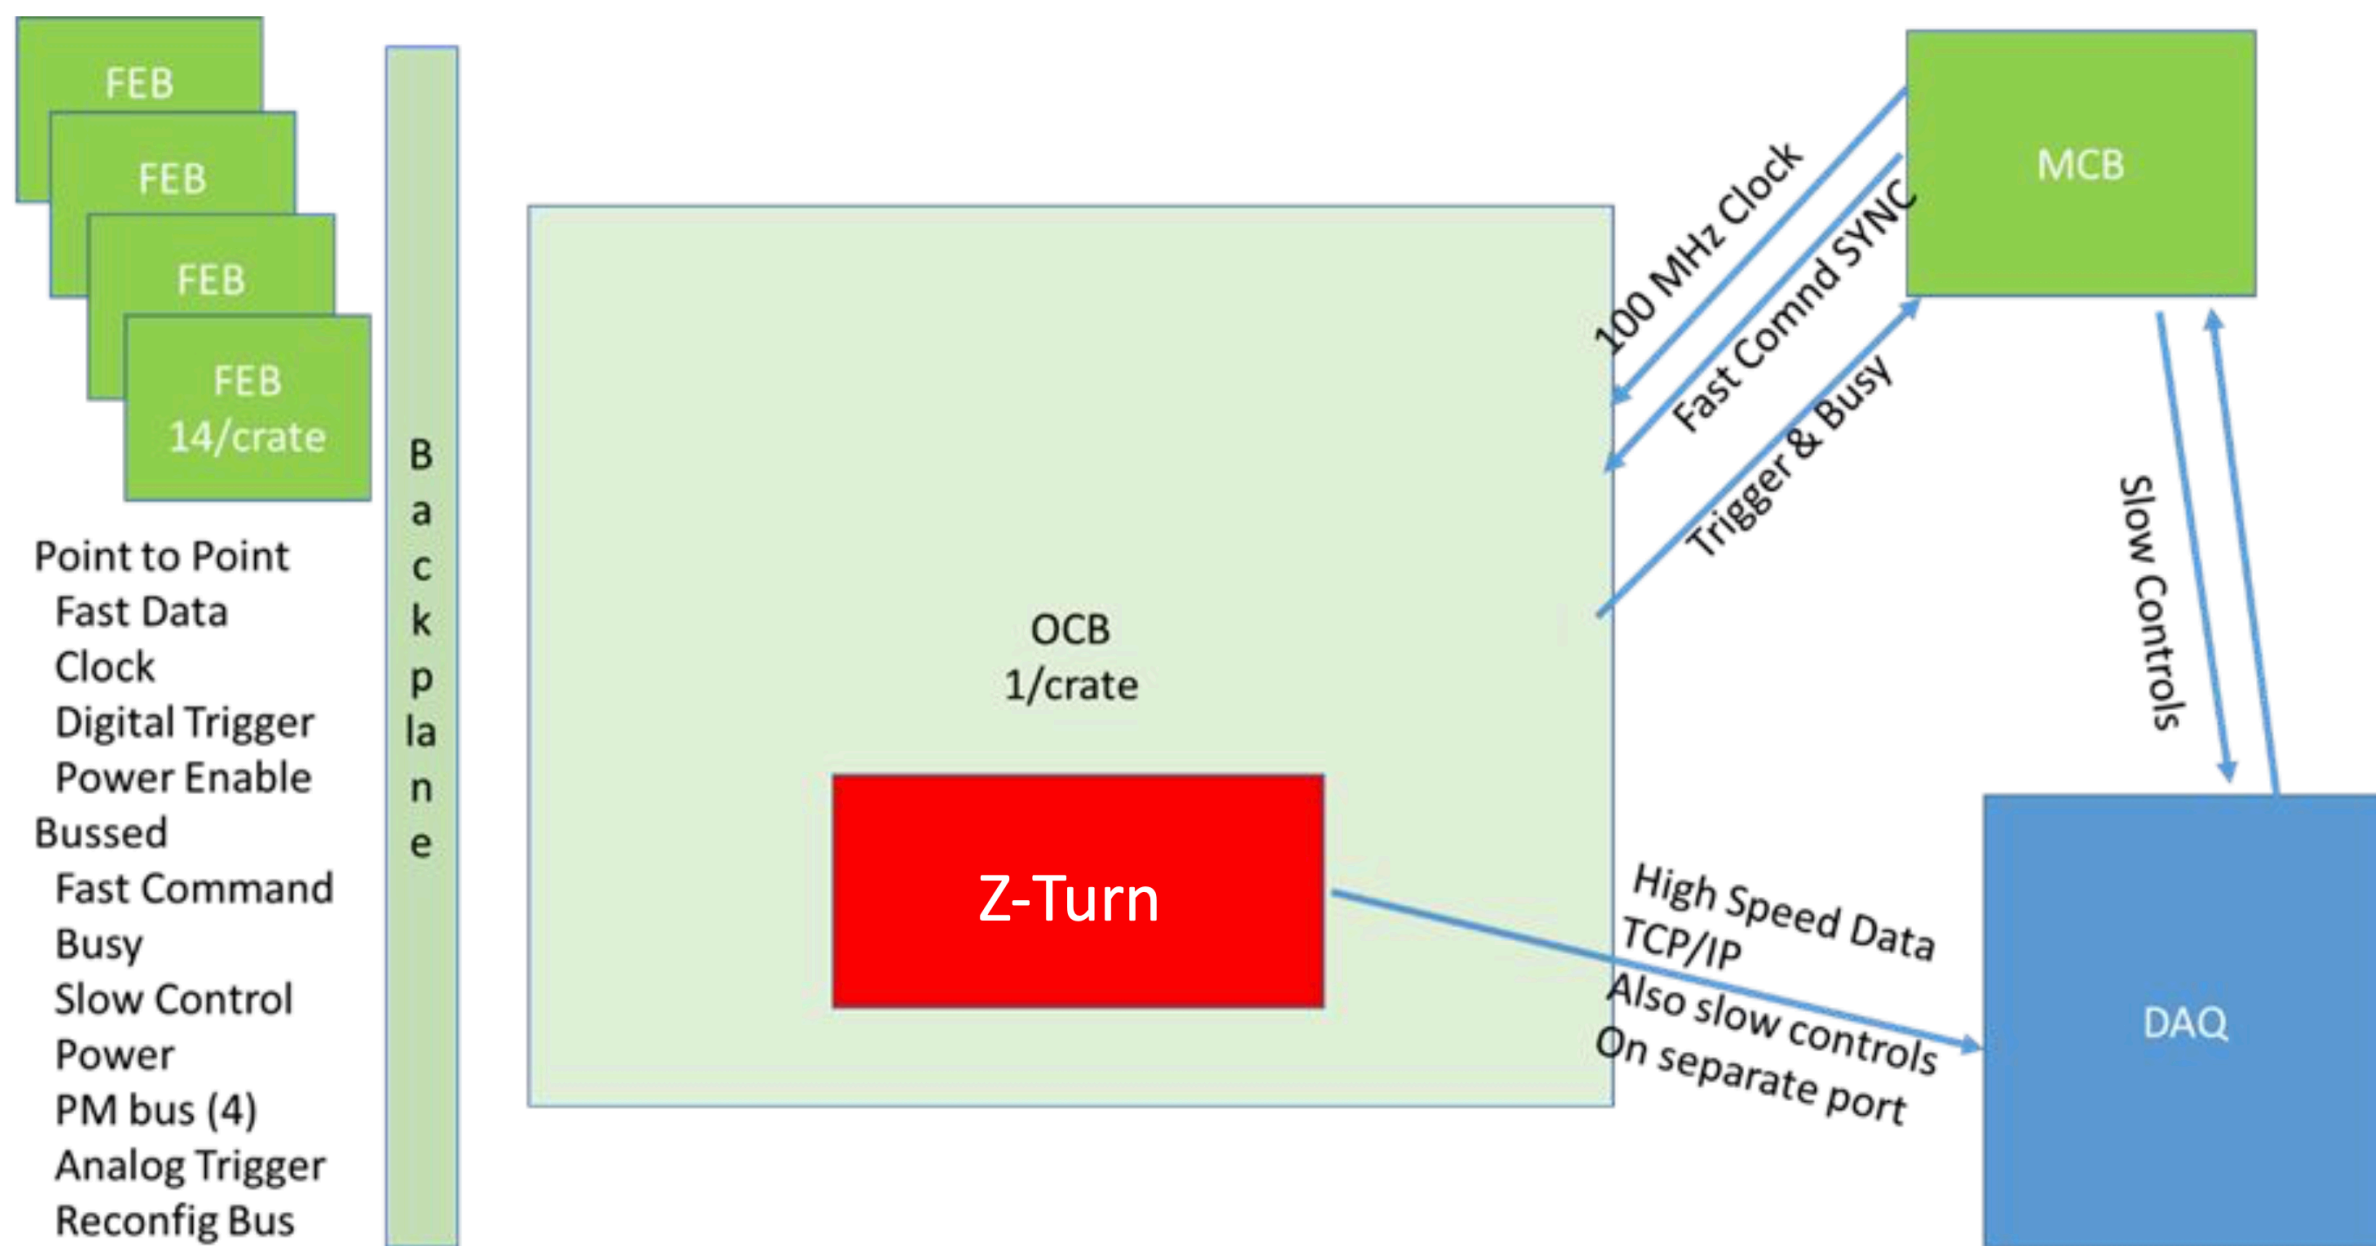 FEB
FEB
FEB
FEB
14/crate
Point to Point
Fast Data
Clock
Digital Trigger
Power Enable
Bussed
Fast Command
Busy
Slow Control
Power
PM bus (4)
Analog Trigger
Reconfig Bus
B
a
c
k
p
la
n
e
OCB
1/crate
Z-Turn
100 MHz Clock
Fast Comnd SYNC
Trigger & Busy
MCB
Slow Controls
High Speed Data
TCP/IP
Also slow controls
On separate port
DAQ